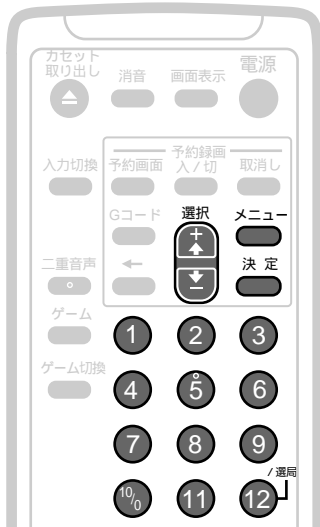 カセット
取り出し
消音
画面表示
電源
入力切換
予約画面
予約録画
入／切
取消し
Gコード
選択
メニュー
＋
－
二重音声
←
決 定
ゲーム
ゲーム切換
1
2
3
4
5
6
7
8
9
10/0
11
12
/選局